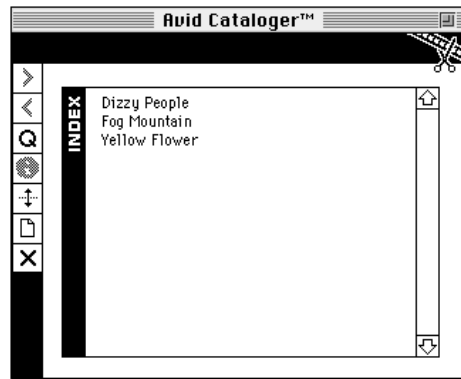 Avid Cataloger™
INDEX
Dizzy People
Fog Mountain
Yellow Flower
Q